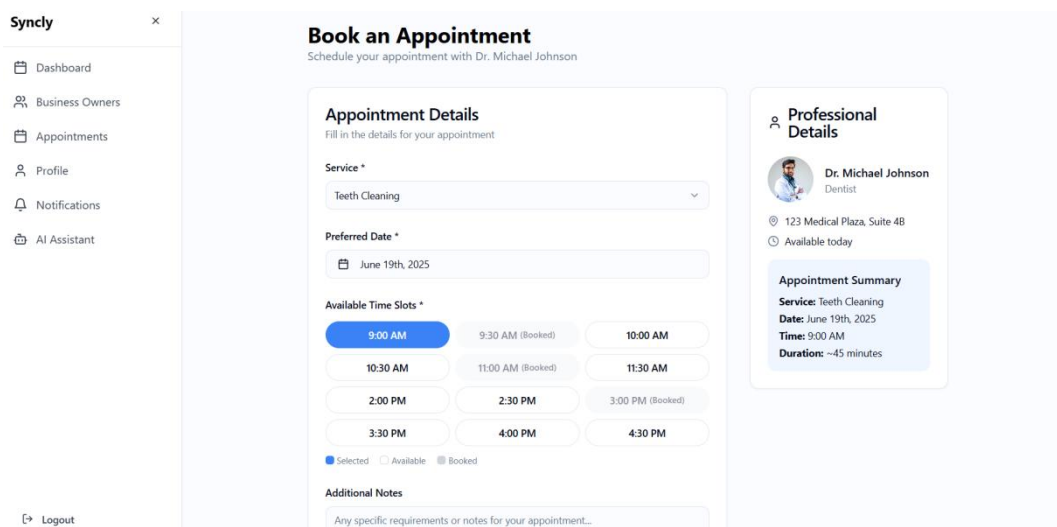 Syncly
Dashboard
Business Owners
Appointments
Profile
Notifications
AI Assistant
Logout
Book an Appointment
Schedule your appointment with Dr. Michael Johnson
Appointment Details
Fill in the details for your appointment
Service *
Teeth Cleaning
Preferred Date *
June 19th, 2025
Available Time Slots *
9:00 AM 9:30 AM (Booked) 10:00 AM
10:30 AM 11:00 AM (Booked) 11:30 AM
2:00 PM 2:30 PM 3:00 PM (Booked)
3:30 PM 4:00 PM 4:30 PM
Selected Available Booked
Additional Notes
Any specific requirements or notes for your appointment...
Professional
Details
Dr. Michael Johnson
Dentist
123 Medical Plaza, Suite 4B
Available today
Appointment Summary
Service: Teeth Cleaning
Date: June 19th, 2025
Time: 9:00 AM
Duration: ~45 minutes